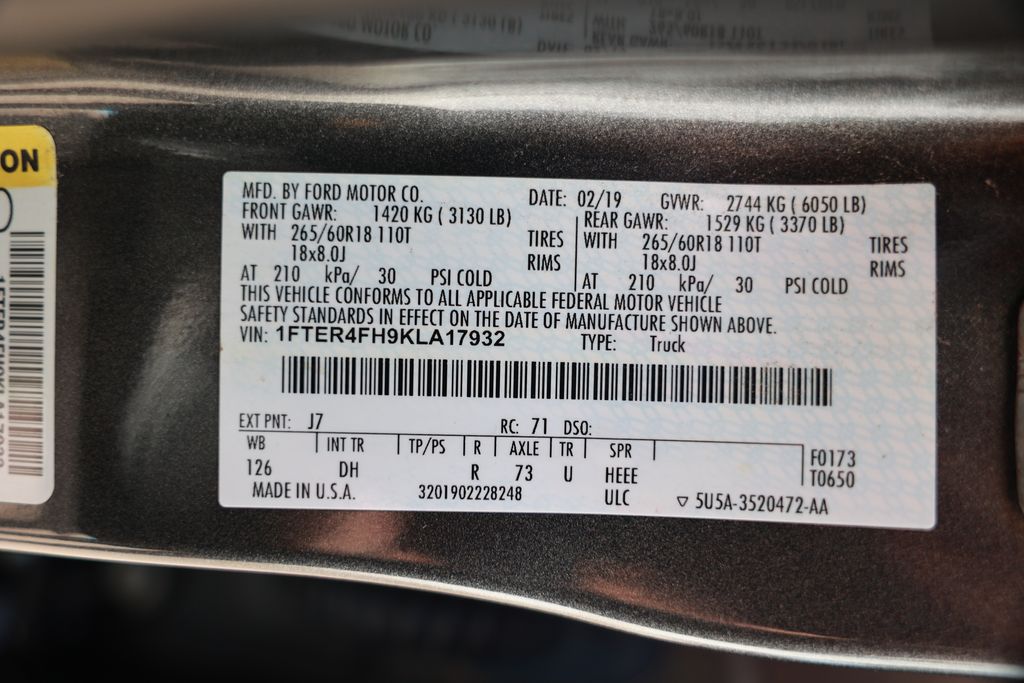 MFD. BY FORD MOTOR CO. DATE: 02/19 GVWR: 2744 KG ( 6050 LB)
FRONT GAWR: 1420 KG ( 3130 LB) REAR GAWR: 1529 KG ( 3370 LB)
WITH 265/60R18 110T TIRES WITH 265/60R18 110T TIRES
18x8.0J RIMS 18x8.0J RIMS
AT 210 kPa/ 30 PSI COLD AT 210 kPa/ 30 PSI COLD
THIS VEHICLE CONFORMS TO ALL APPLICABLE FEDERAL MOTOR VEHICLE
SAFETY STANDARDS IN EFFECT ON THE DATE OF MANUFACTURE SHOWN ABOVE.
VIN: 1FTER4FH9KLA17932 TYPE: Truck
EXT PNT: J7 RC: 71 DSO:
WB INT TR TP/PS R AXLE TR SPR F0173
126 DH R 73 U HEEE T0650
MADE IN U.S.A. 3201902228248 ULC ▽ 5U5A-3520472-AA
ON